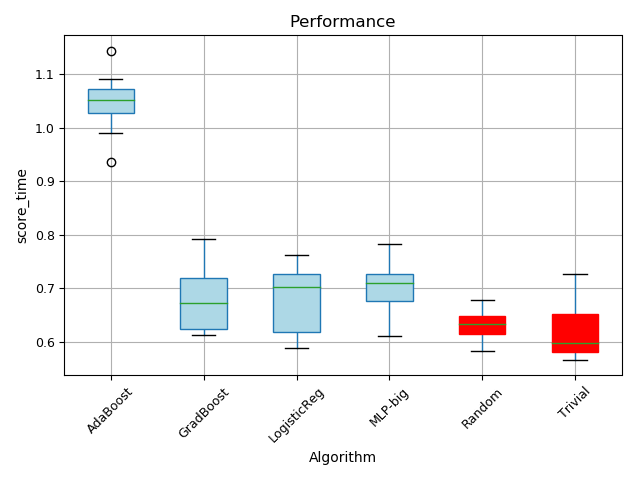 Performance
score_time
1.1
1.0
0.9
0.8
0.7
0.6
AdaBoost
GradBoost
LogisticReg
MLP-big
Random
Trivial
Algorithm